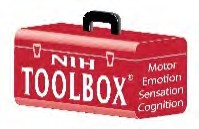 NIH
TOOLBOX®
Motor
Emotion
Sensation
Cognition